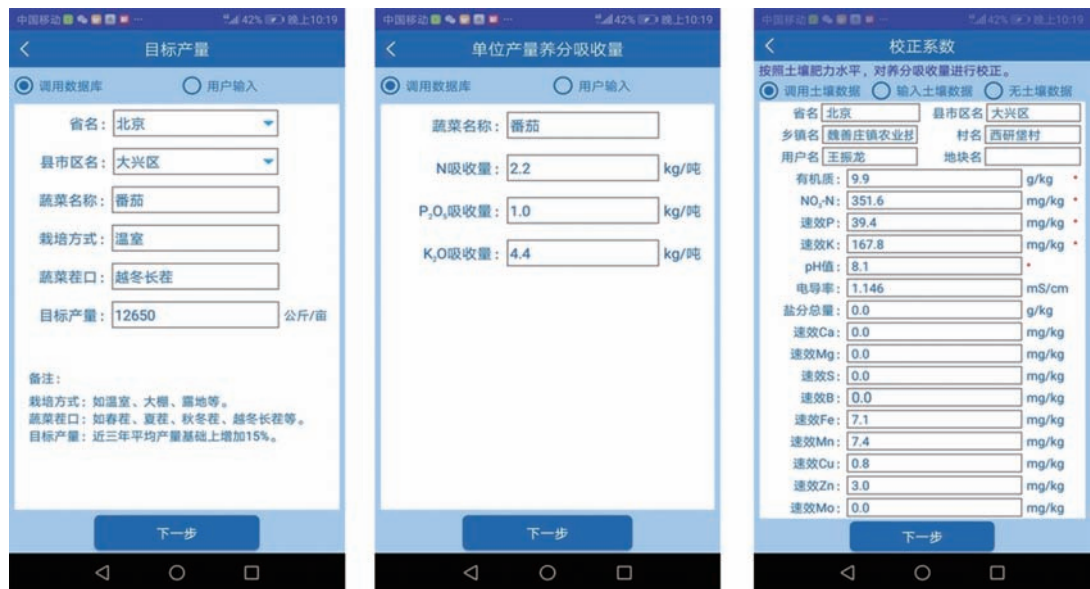 中国移动 42% 晚上10:19
目标产量
调用数据库 用户输入
省名：北京
县市区名：大兴区
蔬菜名称：番茄
栽培方式：温室
蔬菜茬口：越冬长茬
目标产量：12650 公斤/亩
备注：
栽培方式：如温室、大棚、露地等。
蔬菜茬口：如春茬、夏茬、秋冬茬、越冬长茬等。
目标产量：近三年平均产量基础上增加15%。
下一步
中国移动 42% 晚上10:19
单位产量养分吸收量
调用数据库 用户输入
蔬菜名称：番茄
N吸收量：2.2 kg/吨
P₂O₅吸收量：1.0 kg/吨
K₂O吸收量：4.4 kg/吨
下一步
中国移动 42% 晚上10:19
校正系数
按照土壤肥力水平，对养分吸收量进行校正。
调用土壤数据 输入土壤数据 无土壤数据
省名 北京 县市区名 大兴区
乡镇名 魏善庄镇农业技 村名 西研垡村
用户名 王振龙 地块名
有机质：9.9 g/kg *
NO₃-N：351.6 mg/kg *
速效P：39.4 mg/kg *
速效K：167.8 mg/kg *
pH值：8.1 *
电导率：1.146 mS/cm
盐分总量：0.0 g/kg
速效Ca：0.0 mg/kg
速效Mg：0.0 mg/kg
速效S：0.0 mg/kg
速效B：0.0 mg/kg
速效Fe：7.1 mg/kg
速效Mn：7.4 mg/kg
速效Cu：0.8 mg/kg
速效Zn：3.0 mg/kg
速效Mo：0.0 mg/kg
下一步